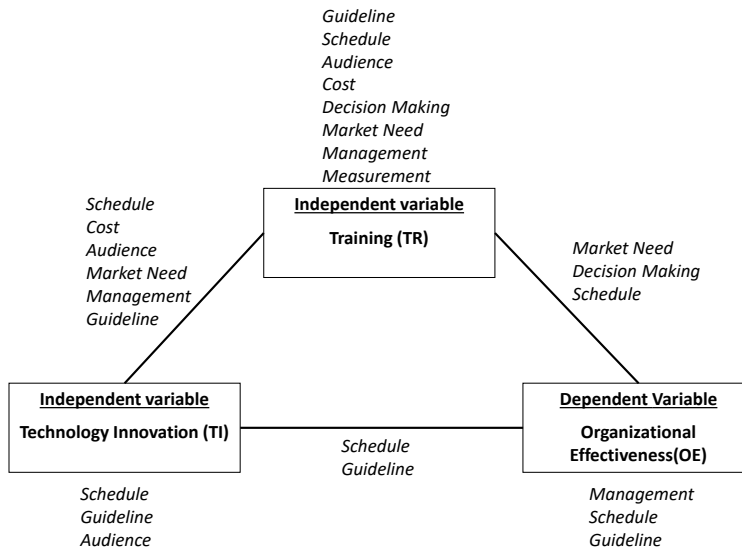 Guideline
Schedule
Audience
Cost
Decision Making
Market Need
Management
Measurement
Independent variable
Training (TR)
Schedule
Cost
Audience
Market Need
Management
Guideline
Market Need
Decision Making
Schedule
Independent variable
Technology Innovation (TI)
Schedule
Guideline
Dependent Variable
Organizational
Effectiveness(OE)
Schedule
Guideline
Audience
Management
Schedule
Guideline